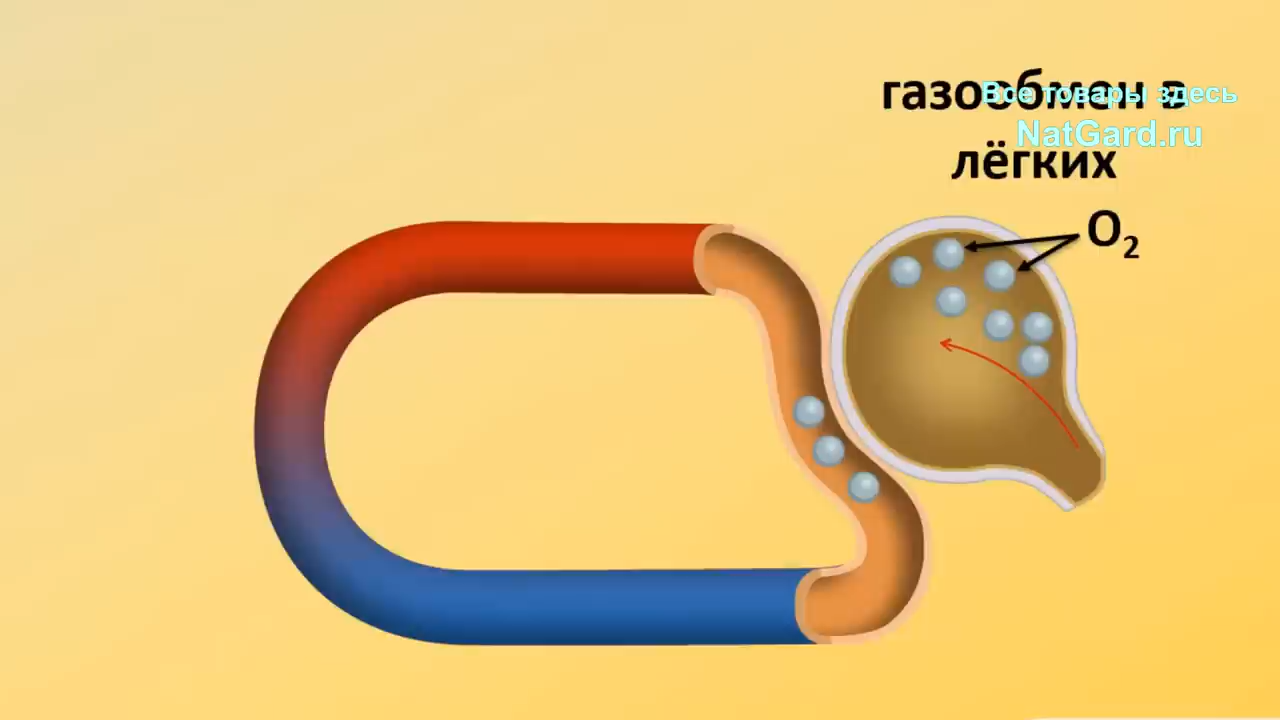 газообмен в
Все товары здесь
NatGard.ru
лёгких
O₂